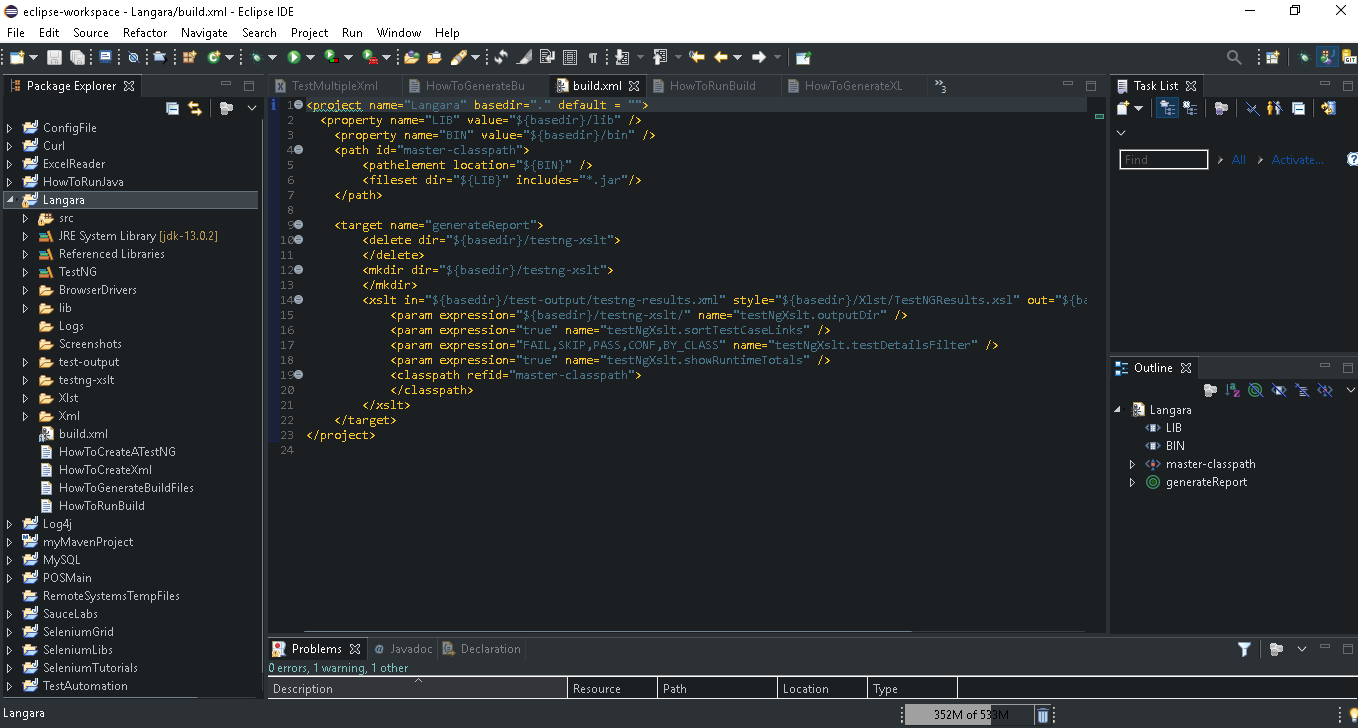 eclipse-workspace - Langara/build.xml - Eclipse IDE
File Edit Source Refactor Navigate Search Project Run Window Help
Package Explorer
ConfigFile
Curl
ExcelReader
HowToRunJava
Langara
src
JRE System Library [jdk-13.0.2]
Referenced Libraries
TestNG
BrowserDrivers
lib
Logs
Screenshots
test-output
testng-xslt
Xlst
Xml
build.xml
HowToCreateATestNG
HowToCreateXml
HowToGenerateBuildFiles
HowToRunBuild
Log4j
myMavenProject
MySQL
POSMain
RemoteSystemsTempFiles
SauceLabs
SeleniumGrid
SeleniumLibs
SeleniumTutorials
TestAutomation
TestMultipleXml HowToGenerateBu build.xml HowToRunBuild HowToGenerateXL 3
1 <project name="Langara" basedir="." default = "">
2 <property name="LIB" value="${basedir}/lib" />
3 <property name="BIN" value="${basedir}/bin" />
4 <path id="master-classpath">
5 <pathelement location="${BIN}" />
6 <fileset dir="${LIB}" includes="*.jar"/>
7 </path>
8
9 <target name="generateReport">
10 <delete dir="${basedir}/testng-xslt">
11 </delete>
12 <mkdir dir="${basedir}/testng-xslt">
13 </mkdir>
14 <xslt in="${basedir}/test-output/testng-results.xml" style="${basedir}/Xlst/TestNGResults.xsl" out="${ba
15 <param expression="${basedir}/testng-xslt/" name="testNgXslt.outputDir" />
16 <param expression="true" name="testNgXslt.sortTestCaseLinks" />
17 <param expression="FAIL,SKIP,PASS,CONF,BY_CLASS" name="testNgXslt.testDetailsFilter" />
18 <param expression="true" name="testNgXslt.showRuntimeTotals" />
19 <classpath refid="master-classpath">
20 </classpath>
21 </xslt>
22 </target>
23 </project>
24
Task List
Find All Activate...
Outline
Langara
LIB
BIN
master-classpath
generateReport
Problems Javadoc Declaration
0 errors, 1 warning, 1 other
Description Resource Path Location Type
Langara
352M of 533M